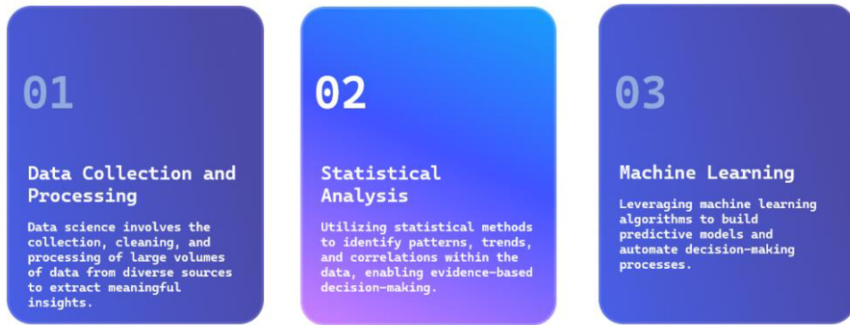 01
Data Collection and
Processing
Data science involves the
collection, cleaning, and
processing of large volumes
of data from diverse sources
to extract meaningful
insights.
02
Statistical
Analysis
Utilizing statistical methods
to identify patterns, trends,
and correlations within the
data, enabling evidence-based
decision-making.
03
Machine Learning
Leveraging machine learning
algorithms to build
predictive models and
automate decision-making
processes.